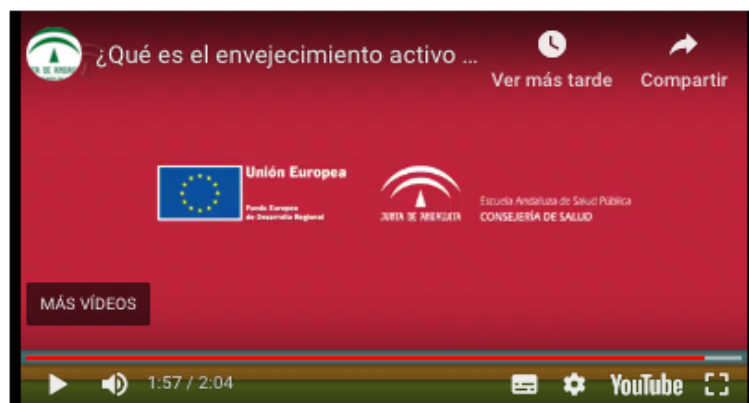 ¿Qué es el envejecimiento activo ...
Ver más tarde
Compartir
Unión Europea
Fondo Europeo
de Desarrollo Regional
JUNTA DE ANDALUCIA
Escuela Andaluza de Salud Pública
CONSEJERÍA DE SALUD
MÁS VÍDEOS
1:57 / 2:04
YouTube